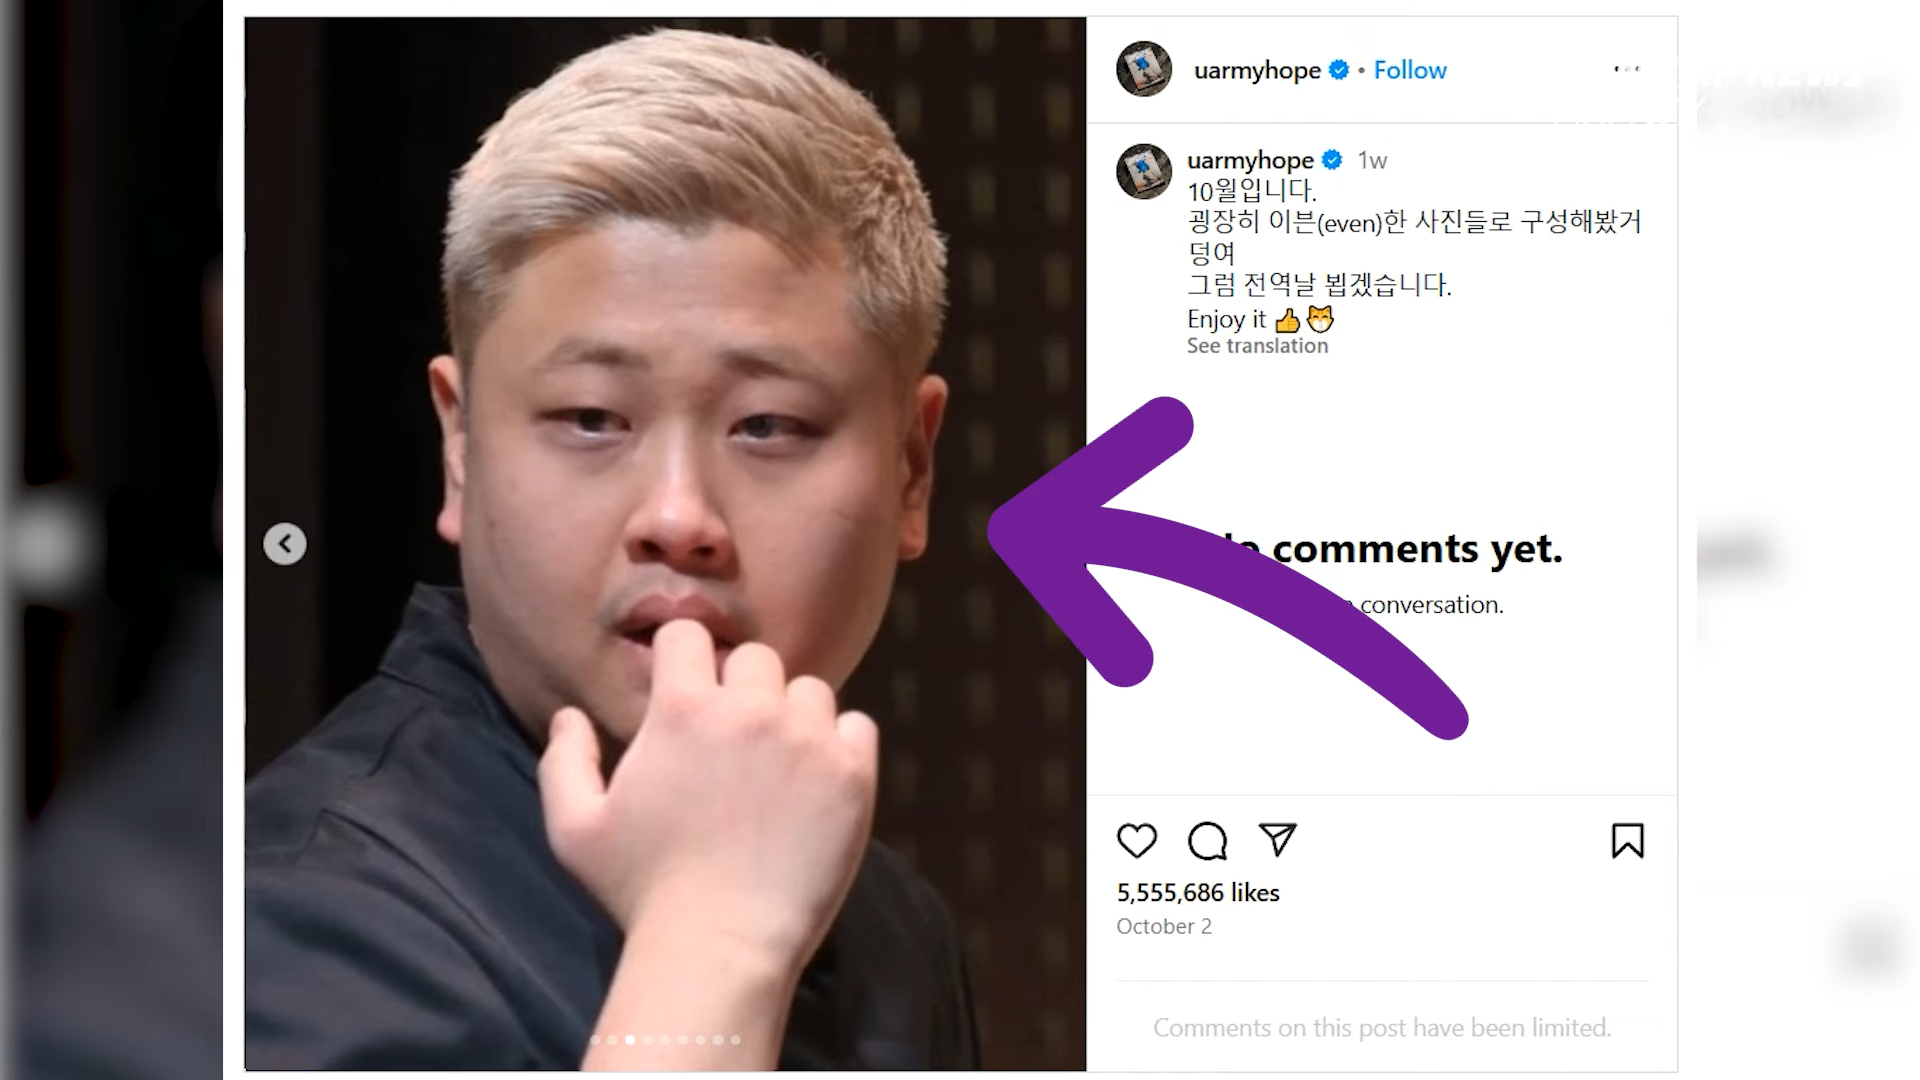 uarmyhope • Follow
uarmyhope 1w
10월입니다.
굉장히 이븐(even)한 사진들로 구성해봤거
덩여
그럼 전역날 뵙겠습니다.
Enjoy it 👍😸
See translation
comments yet.
conversation.
5,555,686 likes
October 2
Comments on this post have been limited.